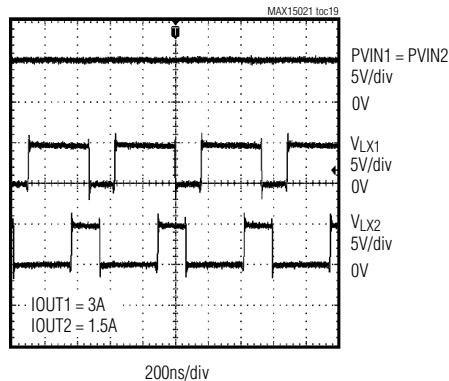 MAX15021 toc19
PVIN1 = PVIN2
5V/div
0V
VLX1
5V/div
0V
VLX2
5V/div
0V
IOUT1 = 3A
IOUT2 = 1.5A
200ns/div